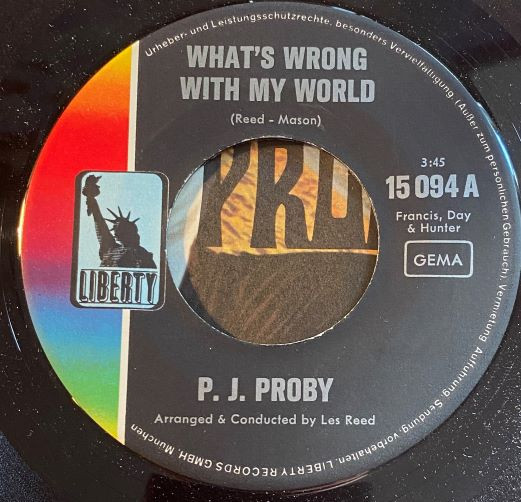 Urheber- und Leistungsschutzrechte, besonders Vervielfältigung (Außer zum persönlichen Gebrauch), Vermietung, Aufführung, Sendung, vorbehalten. LIBERTY RECORDS GMBH, München
WHAT'S WRONG
WITH MY WORLD
(Reed - Mason)
3:45
15 094 A
Francis, Day
& Hunter
GEMA
LIBERTY
PRO
P. J. PROBY
Arranged & Conducted by Les Reed